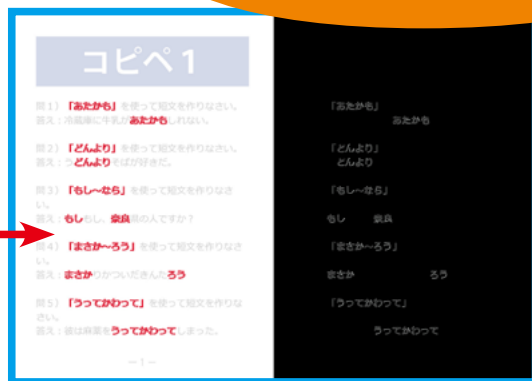 コピペ1
問1）「あたかも」を使って短文を作りなさい。
答え：冷蔵庫に牛乳があたかもしれない。
問2）「どんより」を使って短文を作りなさい。
答え：うどんよりそばが好きだ。
問3）「もし〜なら」を使って短文を作りなさ
い。
答え：もしもし、奈良県の人ですか？
問4）「まさか〜ろう」を使って短文を作りなさ
い。
答え：まさかりかついだきんたろう
問5）「うってかわって」を使って短文を作りな
さい。
答え：彼は麻薬をうってかわってしまった。
ー1ー
「あたかも」
あたかも
「どんより」
どんより
「もし〜なら」
もし 奈良
「まさか〜ろう」
まさか ろう
「うってかわって」
うってかわって